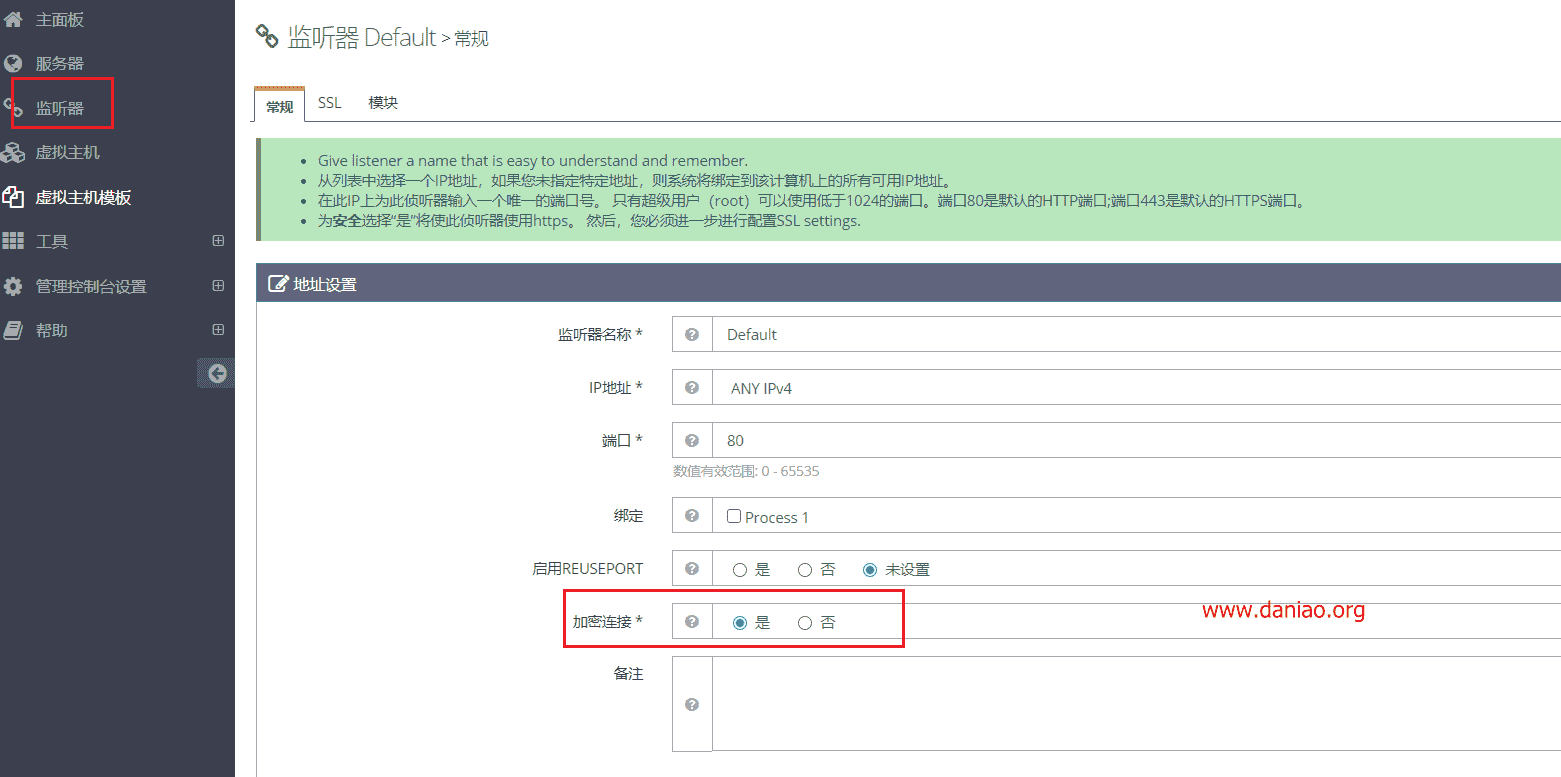 主面板
服务器
监听器
虚拟主机
虚拟主机模板
工具
管理控制台设置
帮助
监听器 Default > 常规
常规 SSL 模块
Give listener a name that is easy to understand and remember.
从列表中选择一个IP地址，如果您未指定特定地址，则系统将绑定到该计算机上的所有可用IP地址。
在此IP上为此侦听器输入一个唯一的端口号。 只有超级用户（root）可以使用低于1024的端口。端口80是默认的HTTP端口;端口443是默认的HTTPS端口。
为安全选择“是”将使此侦听器使用https。 然后，您必须进一步进行配置SSL settings.
地址设置
监听器名称 * Default
IP地址 * ANY IPv4
端口 * 80
数值有效范围: 0 - 65535
绑定 Process 1
启用REUSEPORT 是 否 未设置
加密连接 * 是 否
www.daniao.org
备注